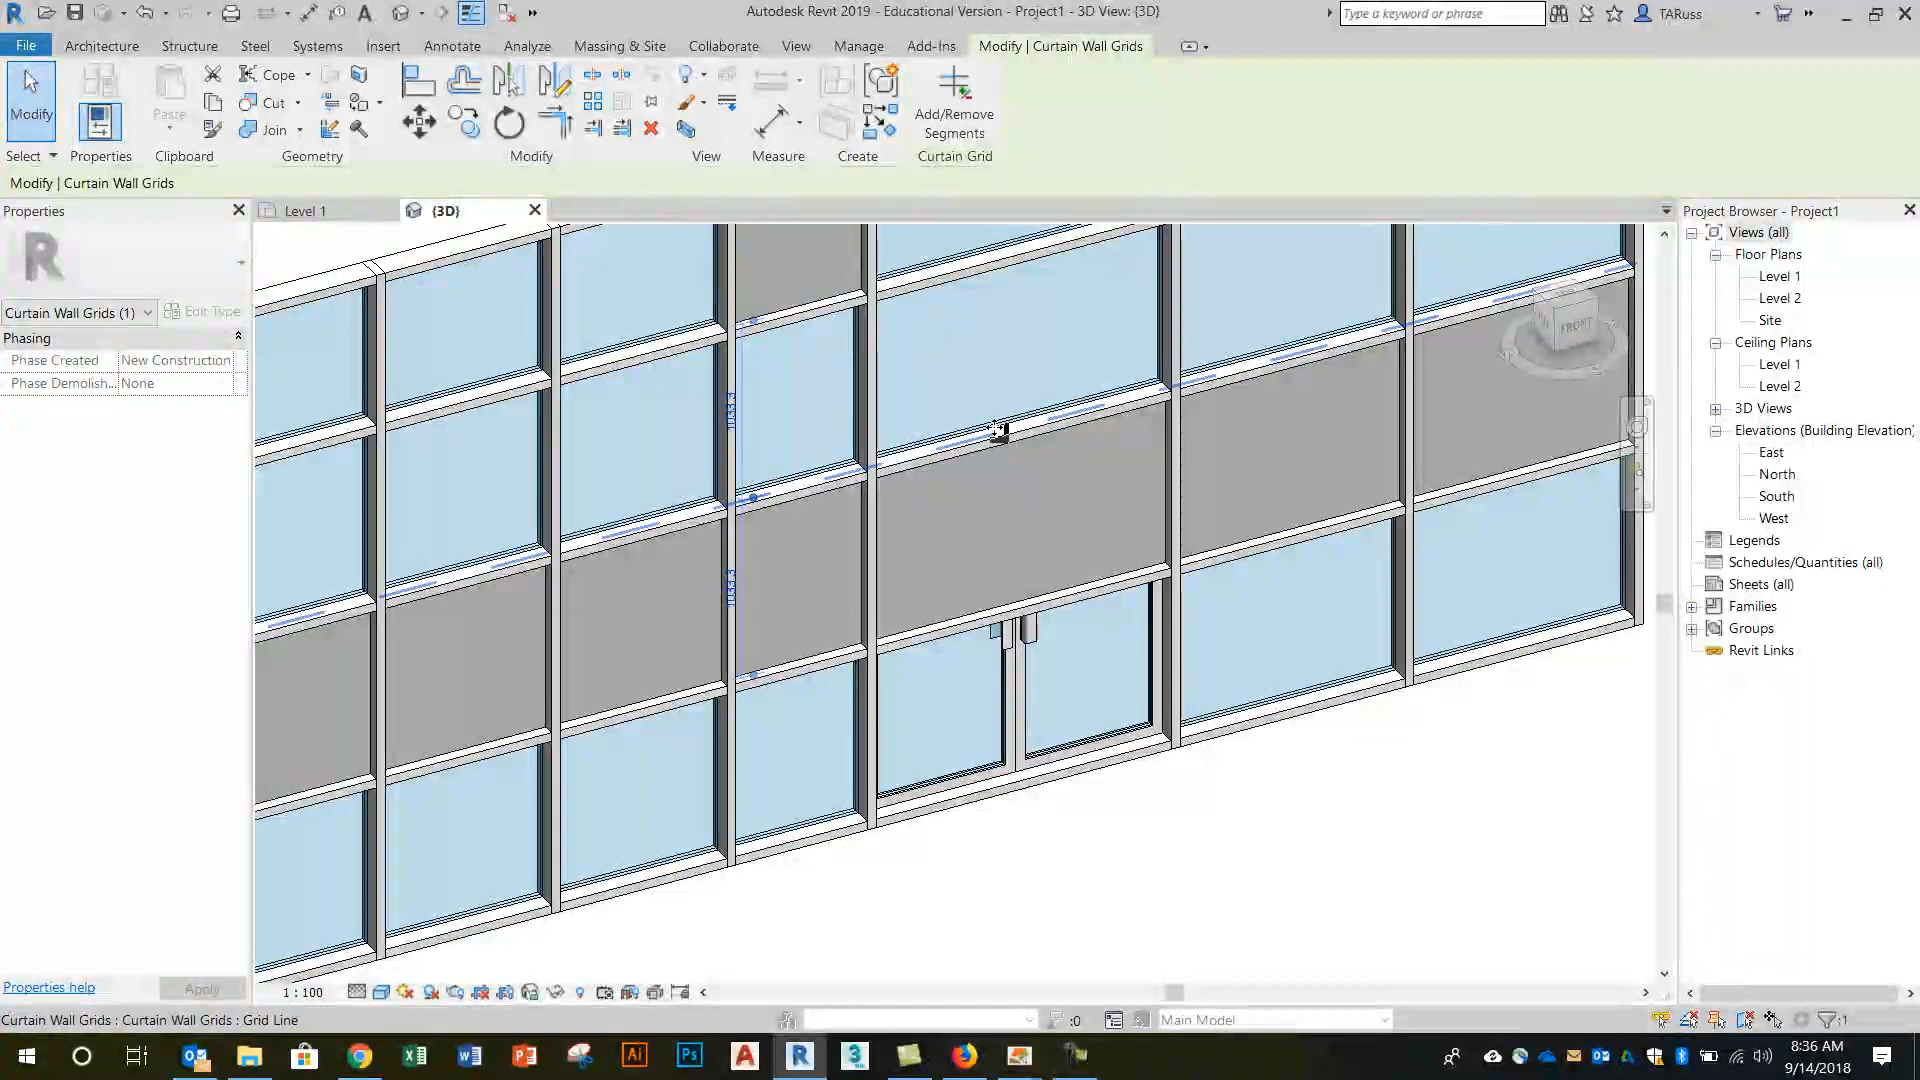 Autodesk Revit 2019 - Educational Version - Project1 - 3D View: {3D}
Type a keyword or phrase
TARuss
File
Architecture
Structure
Steel
Systems
Insert
Annotate
Analyze
Massing & Site
Collaborate
View
Manage
Add-Ins
Modify | Curtain Wall Grids
Modify
Paste
Cope
Cut
Join
Add/Remove
Segments
Select
Properties
Clipboard
Geometry
Modify
View
Measure
Create
Curtain Grid
Modify | Curtain Wall Grids
Properties
Level 1
{3D}
Project Browser - Project1
Curtain Wall Grids (1)
Edit Type
Phasing
Phase Created
New Construction
Phase Demolish...
None
1033.3
1033.3
FRONT
Views (all)
Floor Plans
Level 1
Level 2
Site
Ceiling Plans
Level 1
Level 2
3D Views
Elevations (Building Elevation)
East
North
South
West
Legends
Schedules/Quantities (all)
Sheets (all)
Families
Groups
Revit Links
Properties help
Apply
1 : 100
Curtain Wall Grids : Curtain Wall Grids : Grid Line
:0
Main Model
:1
8:36 AM
9/14/2018